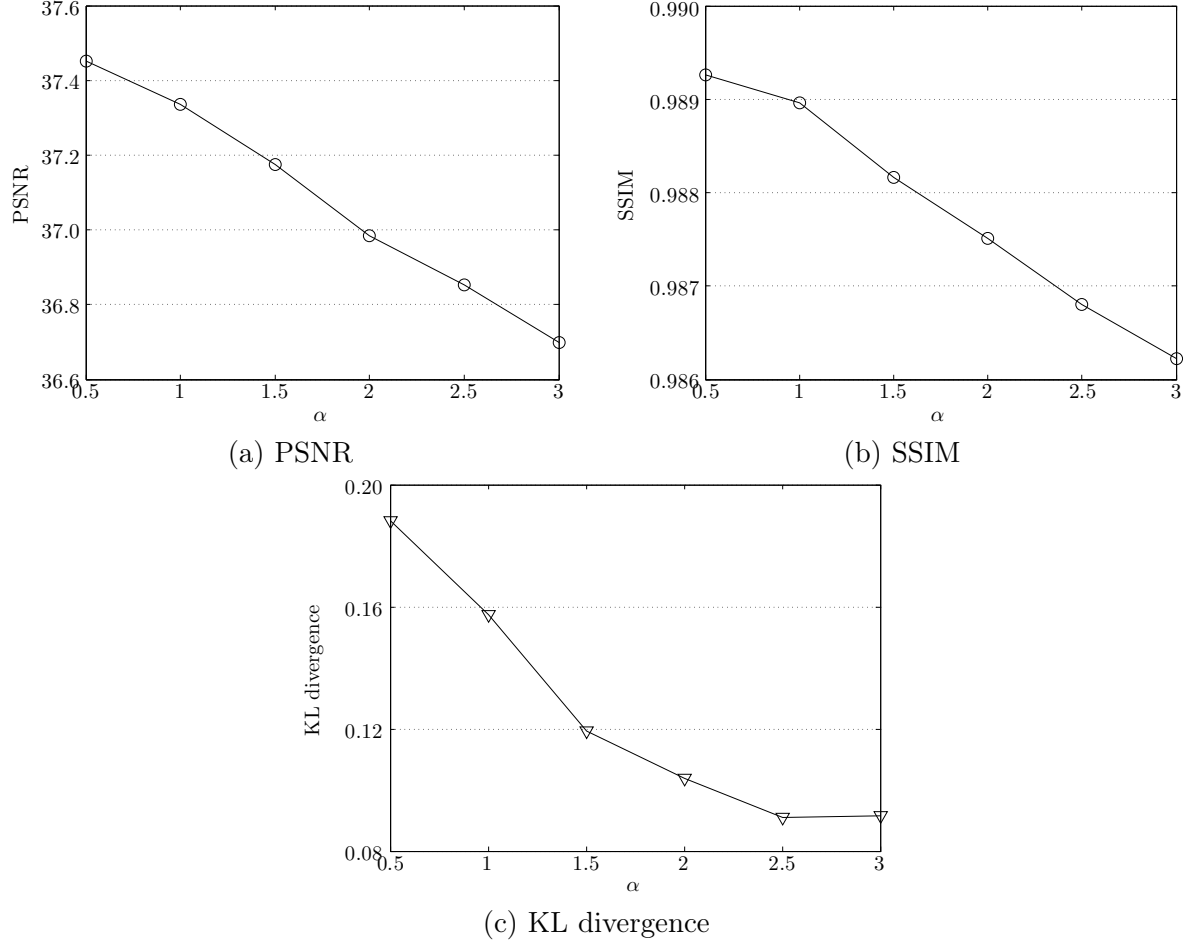 37.6
37.4
37.2
37.0
36.8
36.6
PSNR
0.5 1 1.5 2 2.5 3
α
(a) PSNR
0.990
0.989
0.988
0.987
0.986
SSIM
0.5 1 1.5 2 2.5 3
α
(b) SSIM
0.20
0.16
0.12
0.08
KL divergence
0.5 1 1.5 2 2.5 3
α
(c) KL divergence